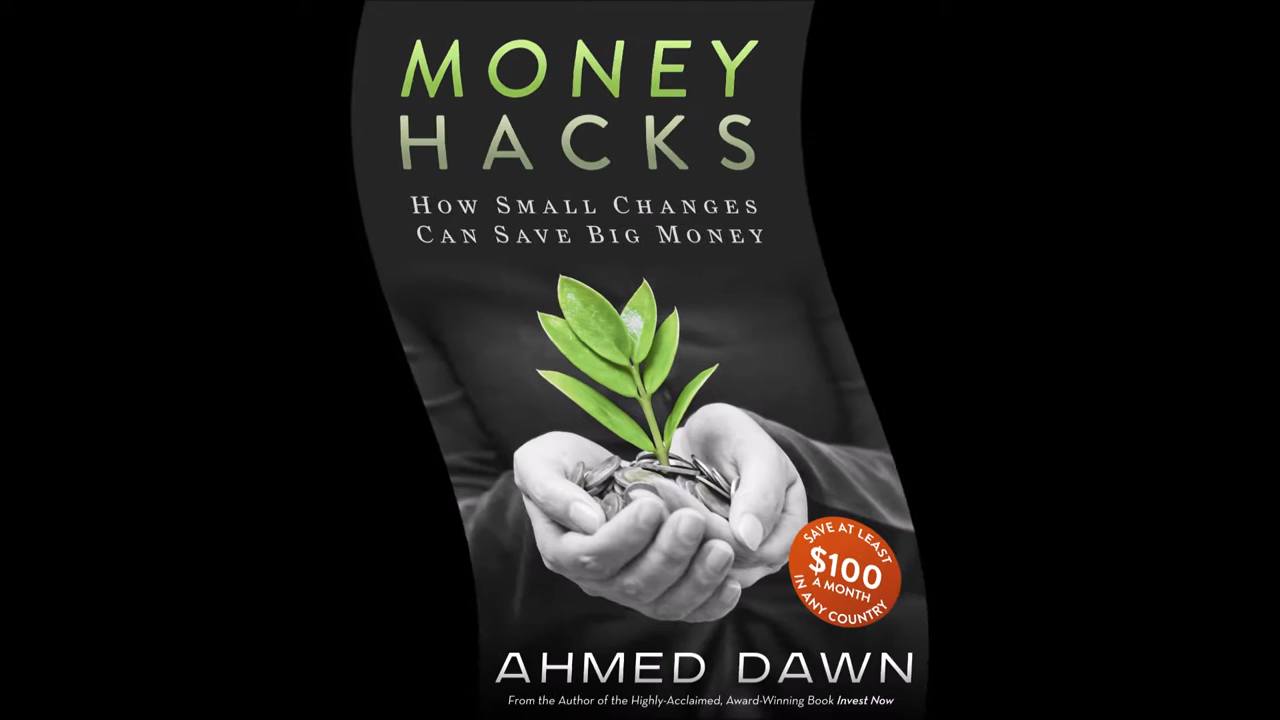 MONEY
HACKS
How Small Changes
Can Save Big Money
SAVE AT LEAST
$100
A MONTH
IN ANY COUNTRY
AHMED DAWN
From the Author of the Highly-Acclaimed, Award-Winning Book Invest Now